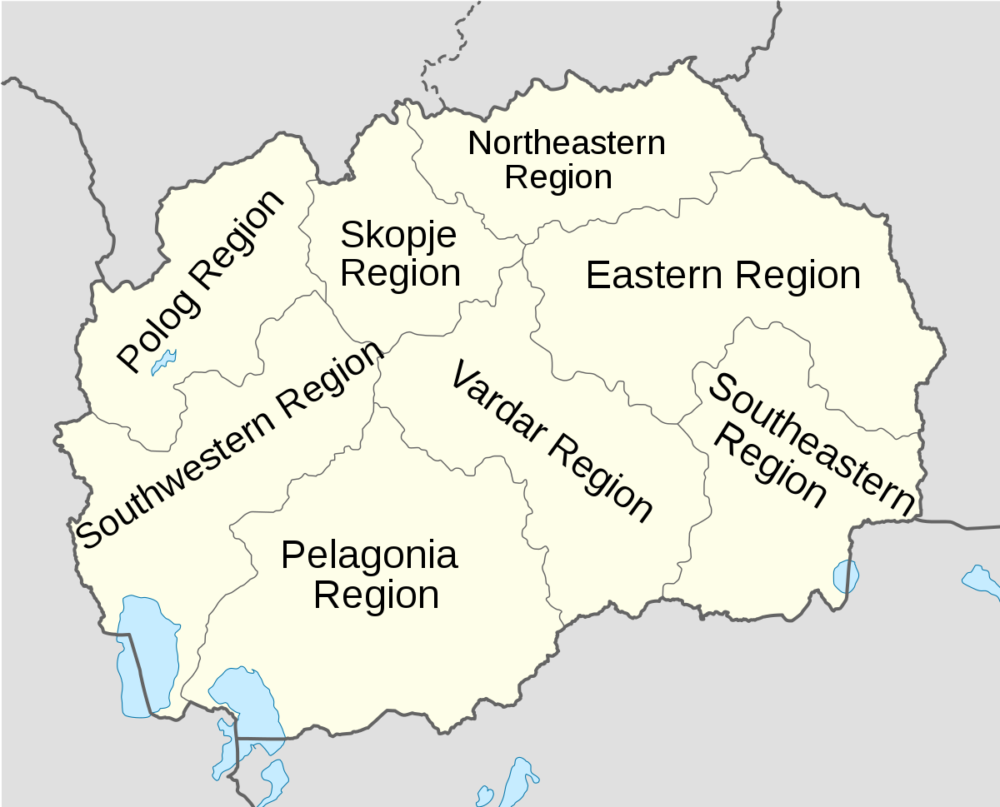 Northeastern
Region
Polog Region
Skopje
Region
Eastern Region
Southwestern Region
Vardar Region
Southeastern
Region
Pelagonia
Region